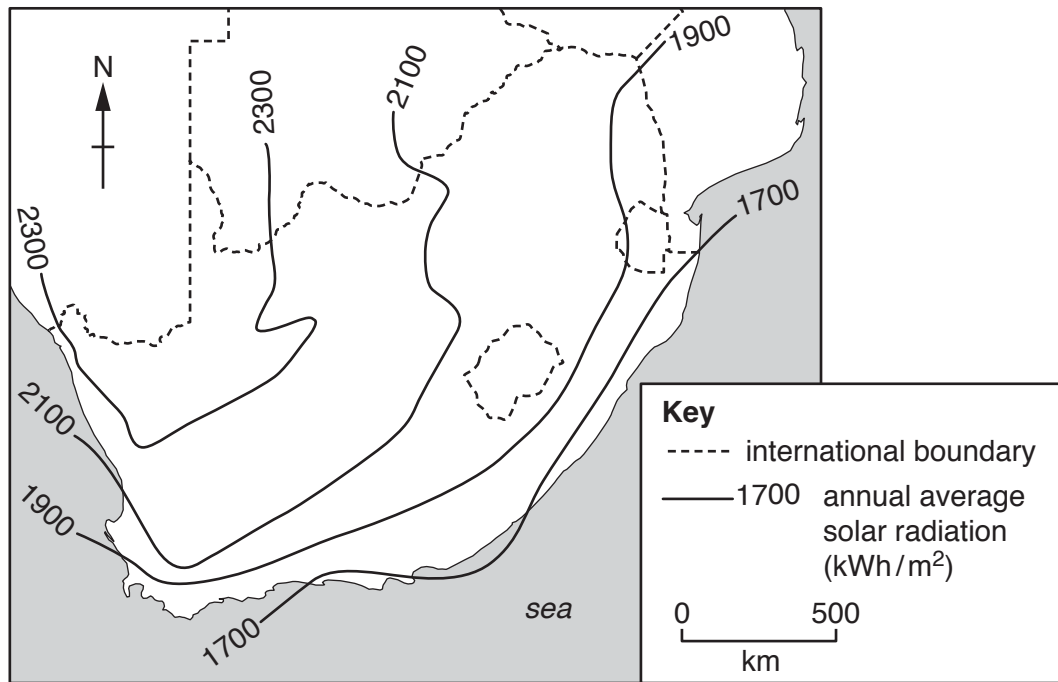 N
2300
2300
2100
1900
1700
2100
1900
1700
sea
Key
international boundary
1700 annual average
solar radiation
(kWh/m²)
0 500
km